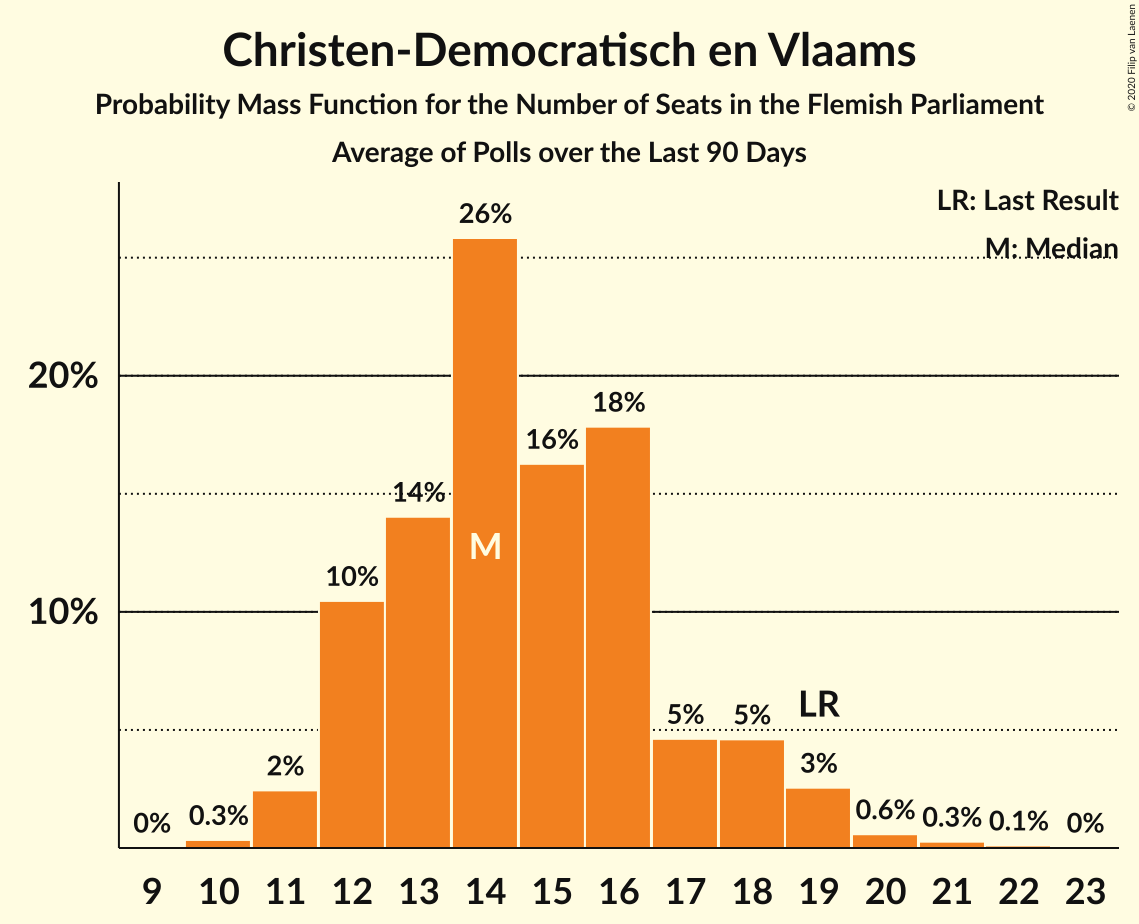 Christen-Democratisch en Vlaams
Probability Mass Function for the Number of Seats in the Flemish Parliament
Average of Polls over the Last 90 Days
© 2020 Filip van Laenen
LR: Last Result
M: Median
20%
10%
0%
0.3%
2%
10%
14%
26%
M
16%
18%
5%
5%
LR
3%
0.6%
0.3%
0.1%
0%
9 10 11 12 13 14 15 16 17 18 19 20 21 22 23